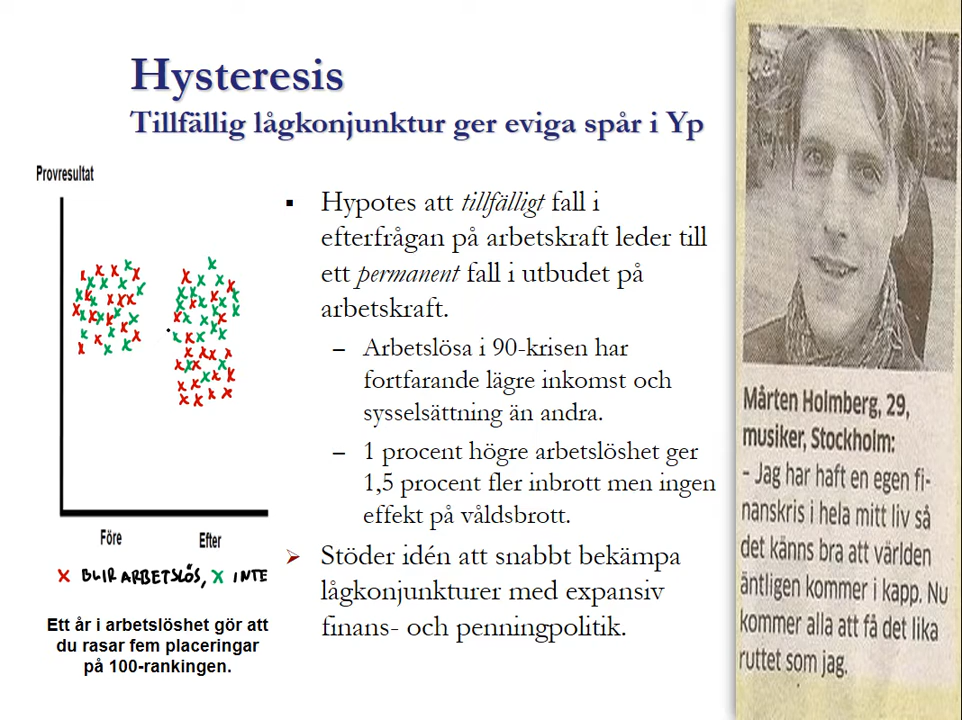 Hysteresis
Tillfällig lågkonjunktur ger eviga spår i Yp
Provresultat
Före
Efter
x BLIR ARBETSLÖS, x INTE
Ett år i arbetslöshet gör att
du rasar fem placeringar
på 100-rankingen.
▪ Hypotes att tillfälligt fall i
efterfrågan på arbetskraft leder till
ett permanent fall i utbudet på
arbetskraft.
– Arbetslösa i 90-krisen har
fortfarande lägre inkomst och
sysselsättning än andra.
– 1 procent högre arbetslöshet ger
1,5 procent fler inbrott men ingen
effekt på våldsbrott.
➢ Stöder idén att snabbt bekämpa
lågkonjunkturer med expansiv
finans- och penningpolitik.
Mårten Holmberg, 29,
musiker, Stockholm:
- Jag har haft en egen fi-
nanskris i hela mitt liv så
det känns bra att världen
äntligen kommer i kapp. Nu
kommer alla att få det lika
ruttet som jag.